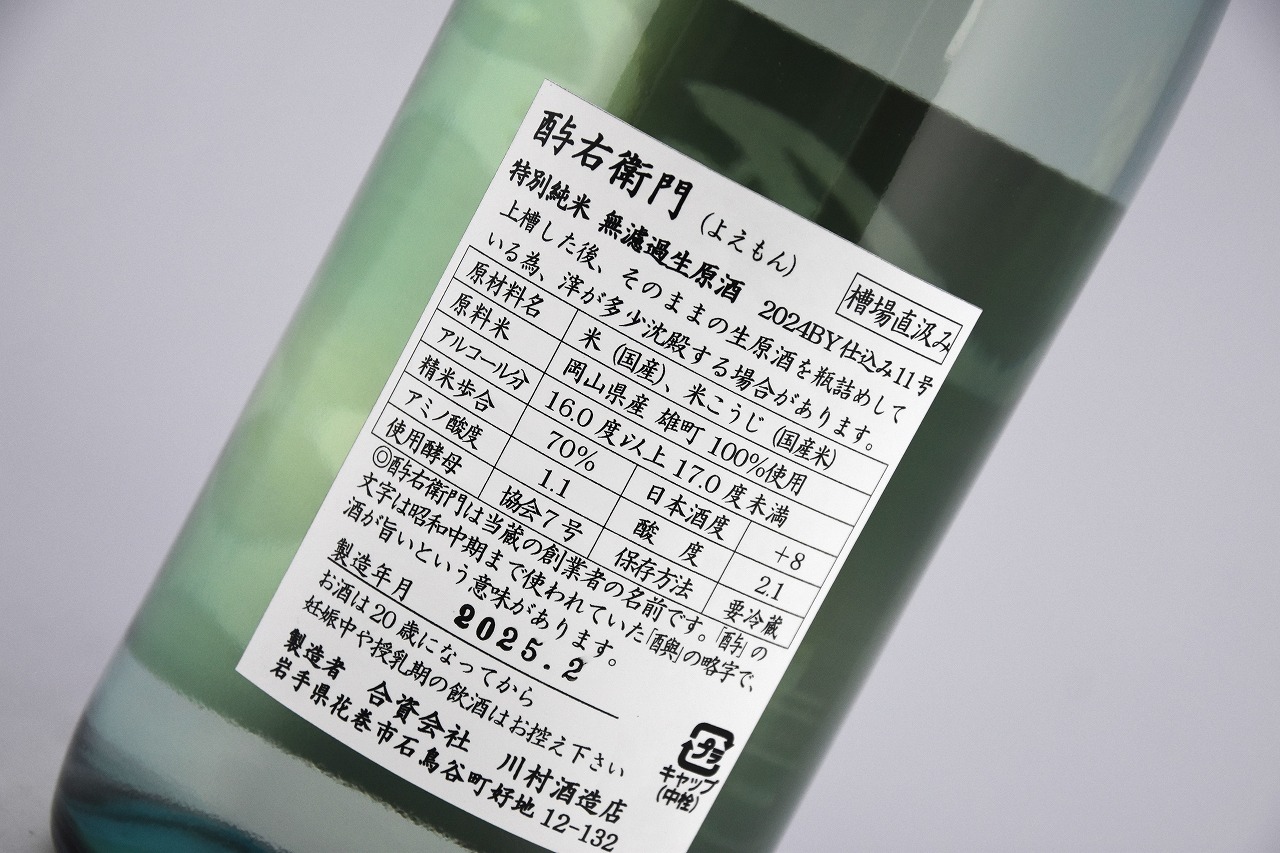 酉与右衛門(よえもん)
槽場直汲み
特別純米 無濾過生原酒 2024BY仕込み11号
上槽した後、そのままの生原酒を瓶詰めして
いる為、滓が多少沈殿する場合があります。
原材料名 米(国産)、米こうじ(国産米)
原料米 岡山県産 雄町 100%使用
アルコール分 16.0 度以上 17.0 度未満
精米歩合 70% 日本酒度 +8
アミノ酸度 1.1 酸 度 2.1
使用酵母 協会7号 保存方法 要冷蔵
◎酉与右衛門は当蔵の創業者の名前です。「酉与」の
文字は昭和中期まで使われていた「酉與」の略字で、
酒が旨いという意味があります。
製造年月 2025.2
お酒は20歳になってから
妊娠中や授乳期の飲酒はお控え下さい
製造者 合資会社 川村酒造店
岩手県花巻市石鳥谷町好地 12-132
プラ
キャップ
(中栓)